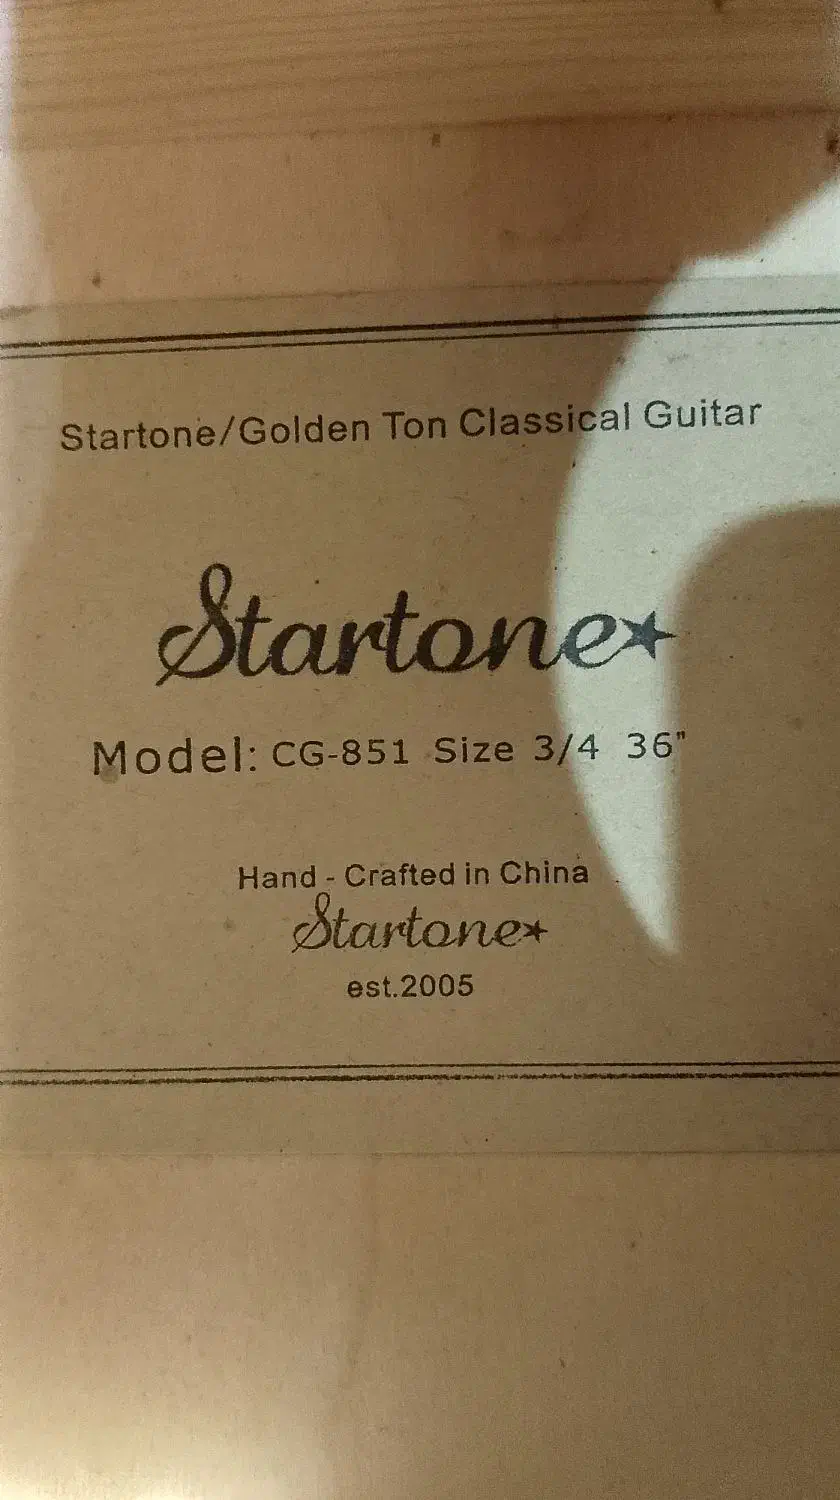 Startone/Golden Ton Classical Guitar
Startone
Model: CG-851 Size 3/4 36"
Hand - Crafted in China
Startone
est.2005